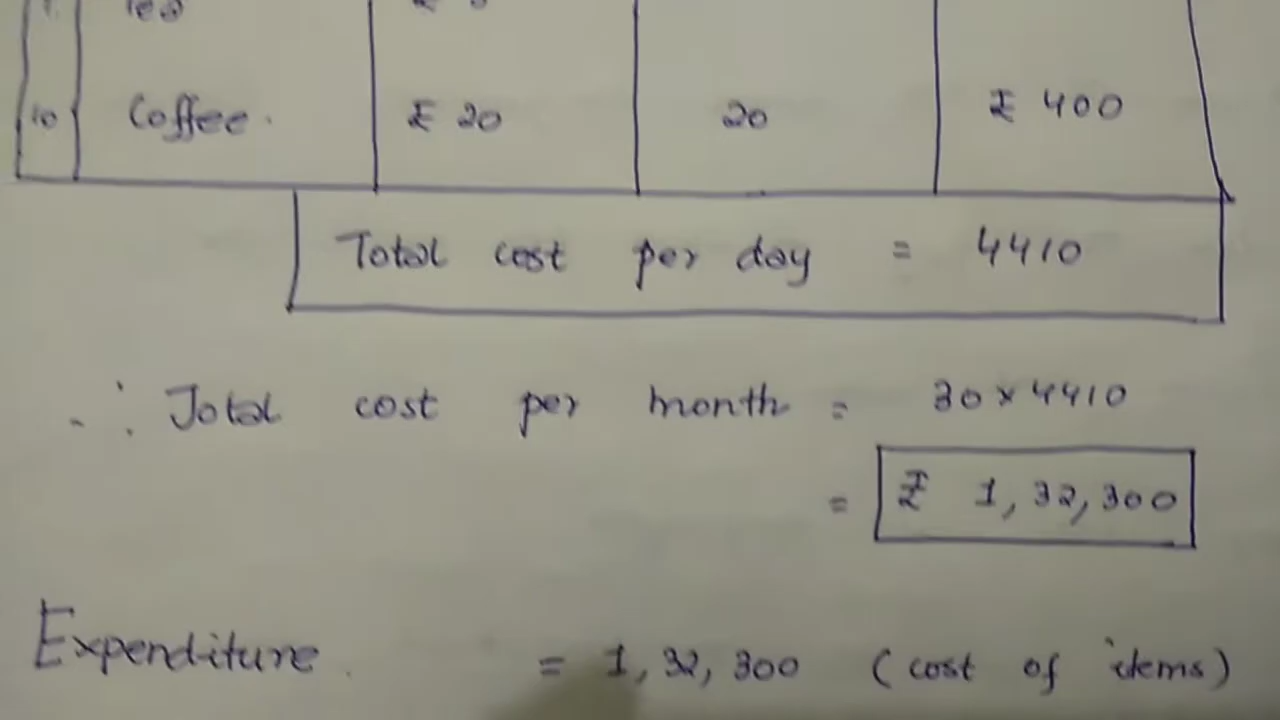 Tea
10 Coffee. ₹ 20 20 ₹ 400
Total cost per day = 4410
∴ Total cost per month = 30 × 4410
= ₹ 1,32,300
Expenditure = 1,32,300 (cost of items)